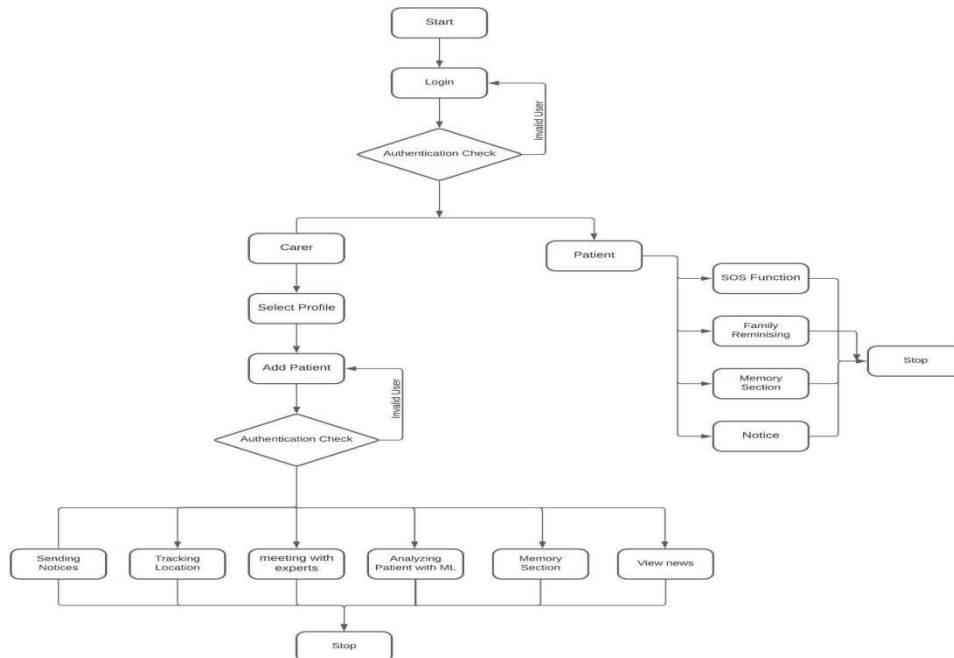 Start
Login
Invalid User
Authentication Check
Carer
Patient
SOS Function
Select Profile
Family
Reminising
Stop
Add Patient
Memory
Section
Invalid User
Authentication Check
Notice
Sending
Notices
Tracking
Location
meeting with
experts
Analyzing
Patient with ML
Memory
Section
View news
Stop